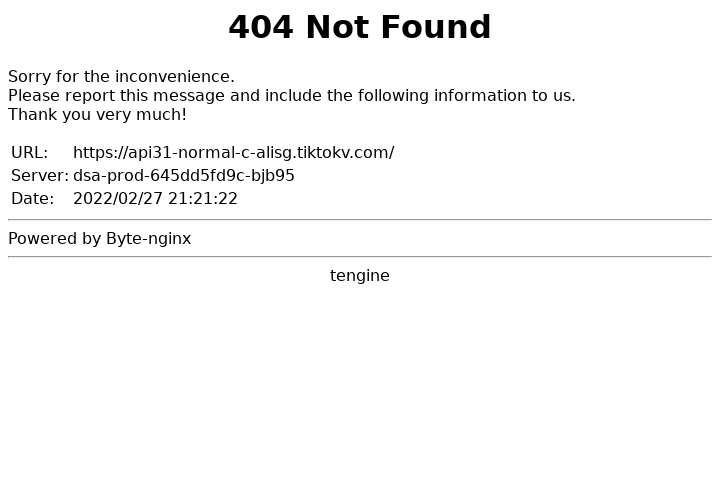 404 Not Found
Sorry for the inconvenience.
Please report this message and include the following information to us.
Thank you very much!
URL: https://api31-normal-c-alisg.tiktokv.com/
Server: dsa-prod-645dd5fd9c-bjb95
Date: 2022/02/27 21:21:22
Powered by Byte-nginx
tengine